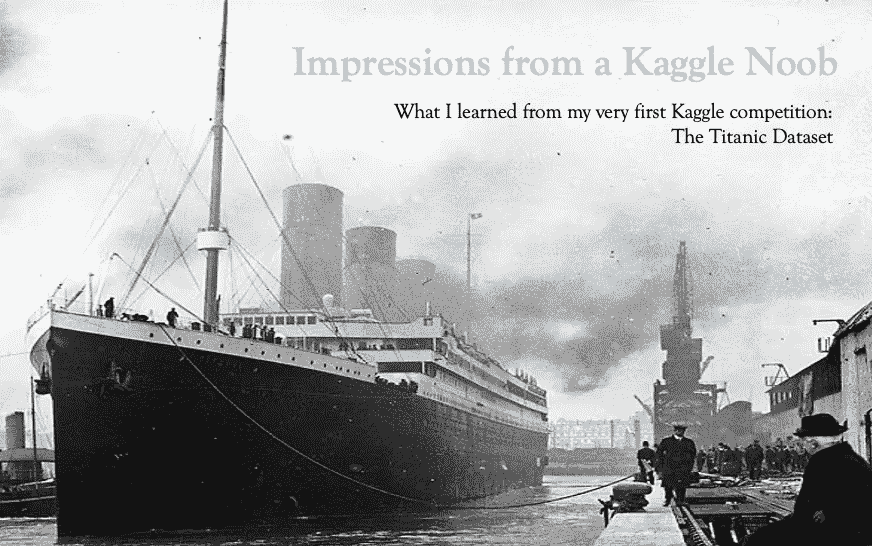 Impressions from a Kaggle Noob
What I learned from my very first Kaggle competition:
The Titanic Dataset